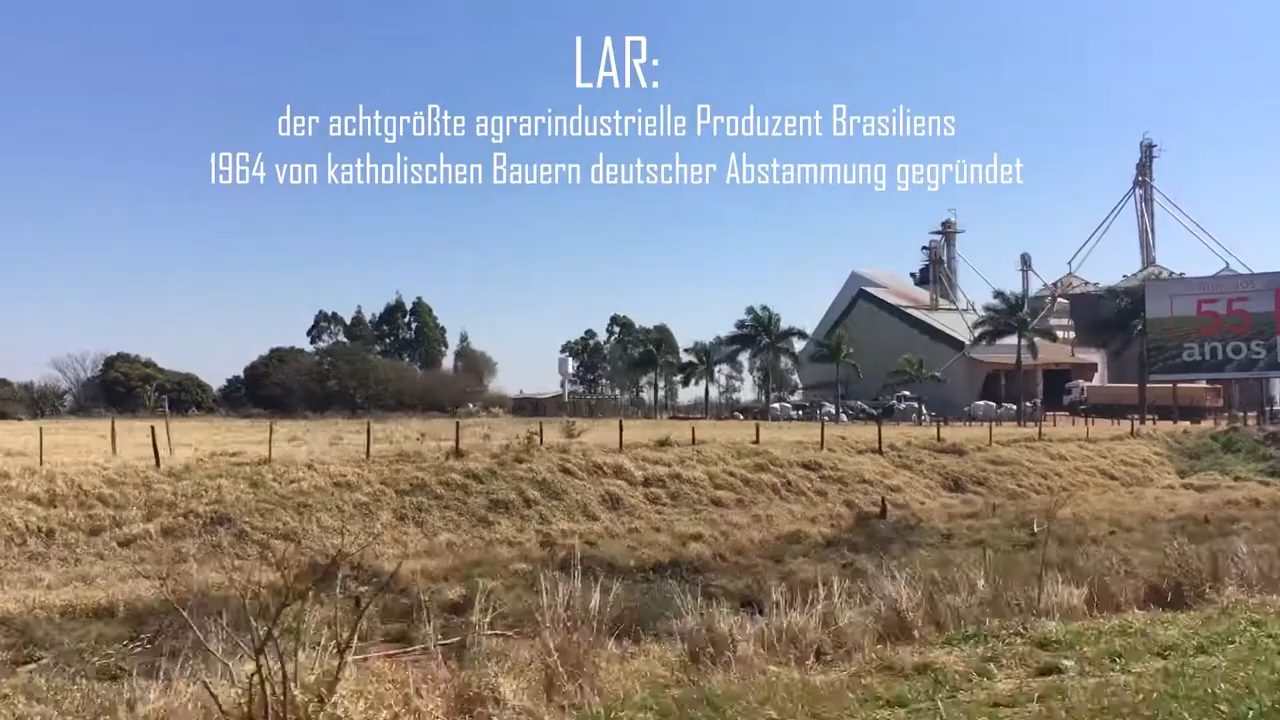 LAR:
der achtgrößte agrarindustrielle Produzent Brasiliens
1964 von katholischen Bauern deutscher Abstammung gegründet
55
anos